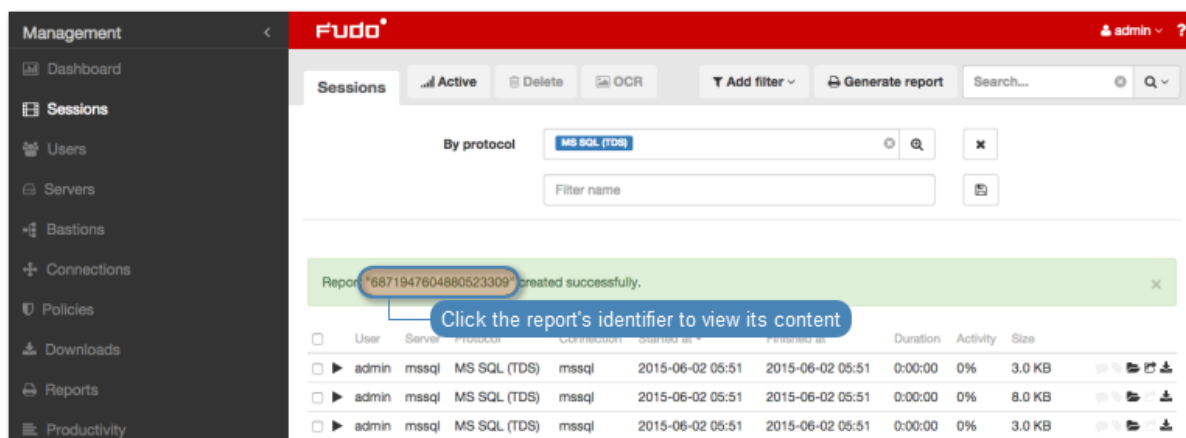 Management
Dashboard
Sessions
Users
Servers
Bastions
Connections
Policies
Downloads
Reports
Productivity
FUDO
admin ?
Sessions Active Delete OCR Add filter Generate report Search...
By protocol MS SQL (TDS)
Filter name
Report "6871947604880523309" created successfully.
Click the report's identifier to view its content
User Server Protocol Connection Started at Finished at Duration Activity Size
admin mssql MS SQL (TDS) mssql 2015-06-02 05:51 2015-06-02 05:51 0:00:00 0% 3.0 KB
admin mssql MS SQL (TDS) mssql 2015-06-02 05:51 2015-06-02 05:51 0:00:00 0% 8.0 KB
admin mssql MS SQL (TDS) mssql 2015-06-02 05:51 2015-06-02 05:51 0:00:00 0% 3.0 KB